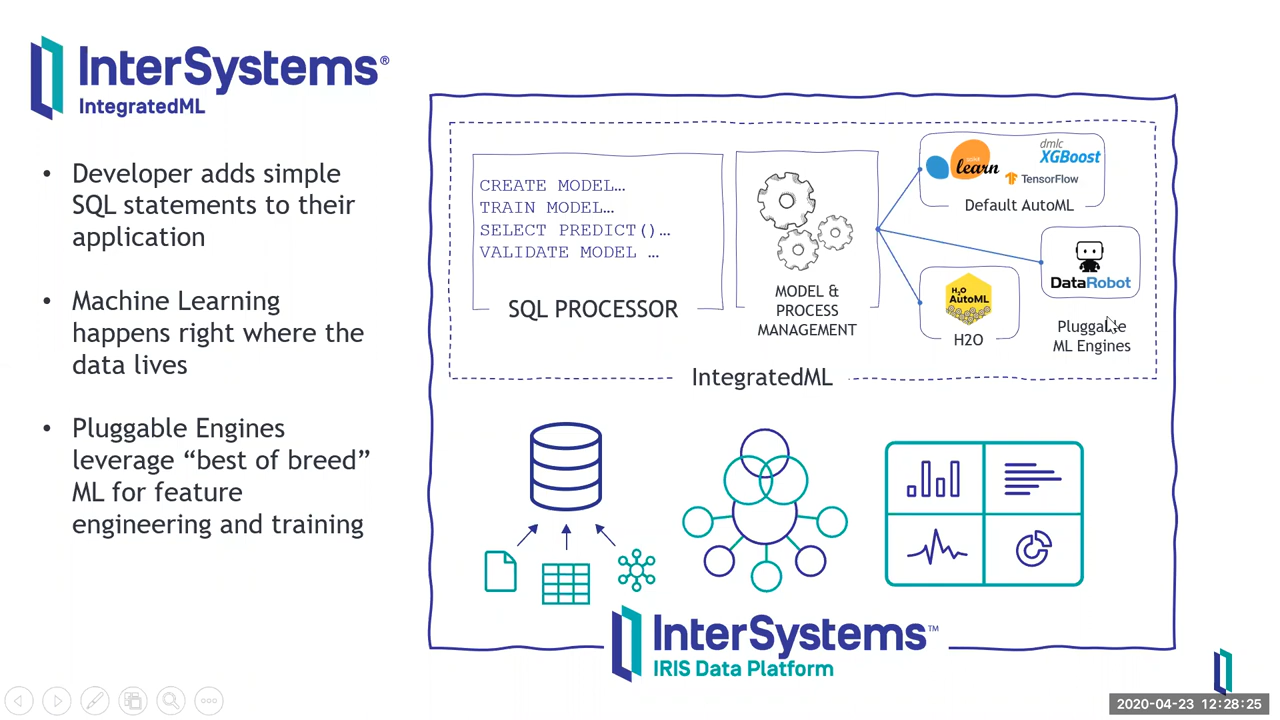 InterSystems®
IntegratedML
• Developer adds simple
SQL statements to their
application
• Machine Learning
happens right where the
data lives
• Pluggable Engines
leverage “best of breed”
ML for feature
engineering and training
CREATE MODEL…
TRAIN MODEL…
SELECT PREDICT()…
VALIDATE MODEL …
SQL PROCESSOR
MODEL &
PROCESS
MANAGEMENT
scikit
learn
dmlc
XGBoost
TensorFlow
Default AutoML
DataRobot
H2O
AutoML
H2O
Pluggable
ML Engines
IntegratedML
InterSystems™
IRIS Data Platform
2020-04-23 12:28:25